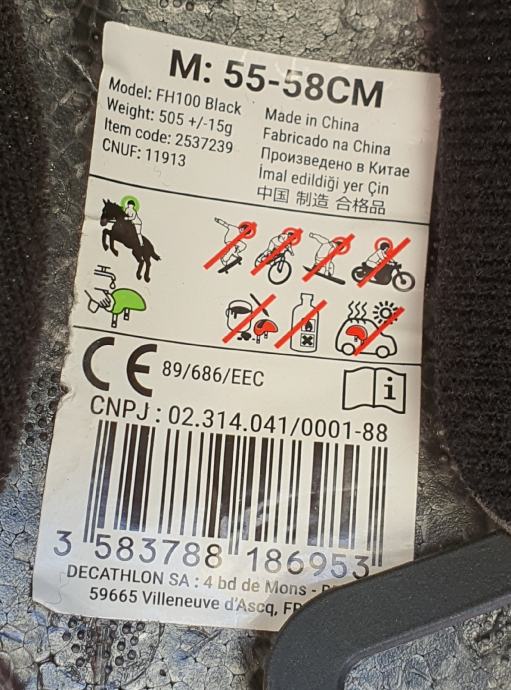 M: 55-58CM
Model: FH100 Black
Weight: 505 +/-15g
Item code: 2537239
CNUF: 11913
Made in China
Fabricado na China
Произведено в Китае
İmal edildiği yer Çin
中国 制造 合格品
CE 89/686/EEC
i
CNPJ : 02.314.041/0001-88
3 583788 186953
DECATHLON SA : 4 bd de Mons -
59665 Villeneuve d'Ascq,